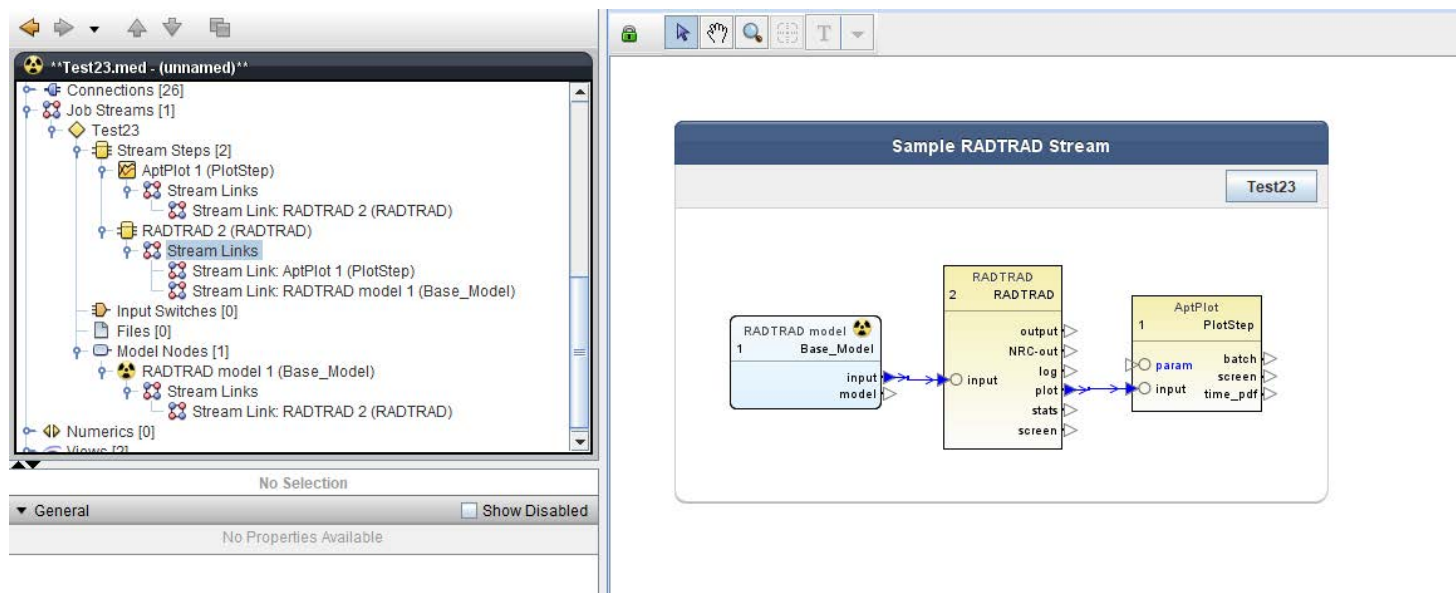 **Test23.med - (unnamed)**
Connections [26]
Job Streams [1]
Test23
Stream Steps [2]
AptPlot 1 (PlotStep)
Stream Links
Stream Link: RADTRAD 2 (RADTRAD)
RADTRAD 2 (RADTRAD)
Stream Links
Stream Link: AptPlot 1 (PlotStep)
Stream Link: RADTRAD model 1 (Base_Model)
Input Switches [0]
Files [0]
Model Nodes [1]
RADTRAD model 1 (Base_Model)
Stream Links
Stream Link: RADTRAD 2 (RADTRAD)
Numerics [0]
Views [2]
No Selection
General
Show Disabled
No Properties Available
T
Sample RADTRAD Stream
Test23
RADTRAD model
1 Base_Model
input
model
RADTRAD
2 RADTRAD
output
NRC-out
log
input
plot
stats
screen
AptPlot
1 PlotStep
param
batch
screen
input
time_pdf